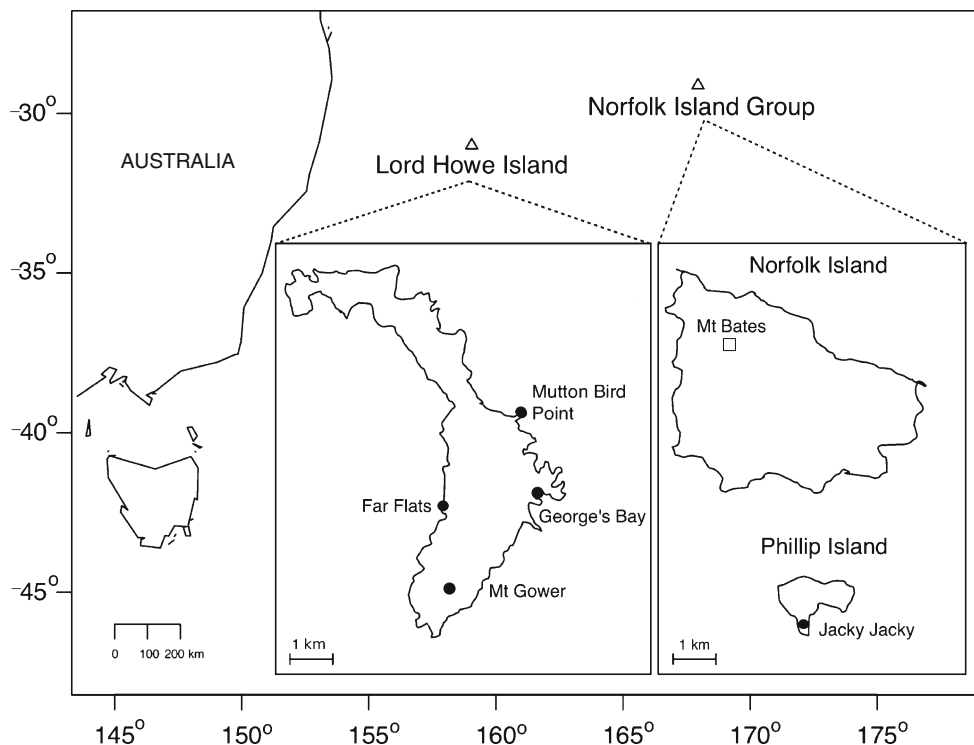 −30°
−35°
−40°
−45°
AUSTRALIA
Lord Howe Island
Norfolk Island Group
Mutton Bird
Point
Far Flats
George's Bay
Mt Gower
1 km
Norfolk Island
Mt Bates
Phillip Island
Jacky Jacky
1 km
0 100 200 km
145° 150° 155° 160° 165° 170° 175°